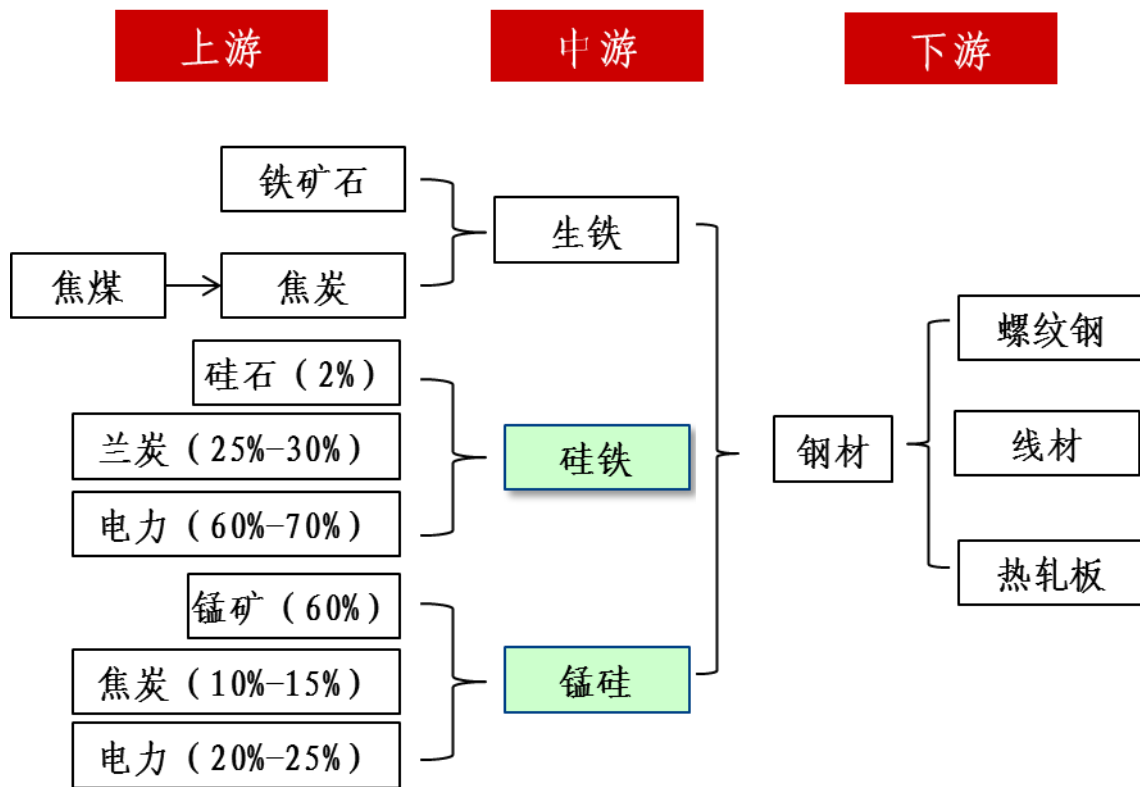 上游
中游
下游
铁矿石
焦煤
焦炭
生铁
硅石（2%）
兰炭（25%-30%）
电力（60%-70%）
硅铁
锰矿（60%）
焦炭（10%-15%）
电力（20%-25%）
锰硅
钢材
螺纹钢
线材
热轧板